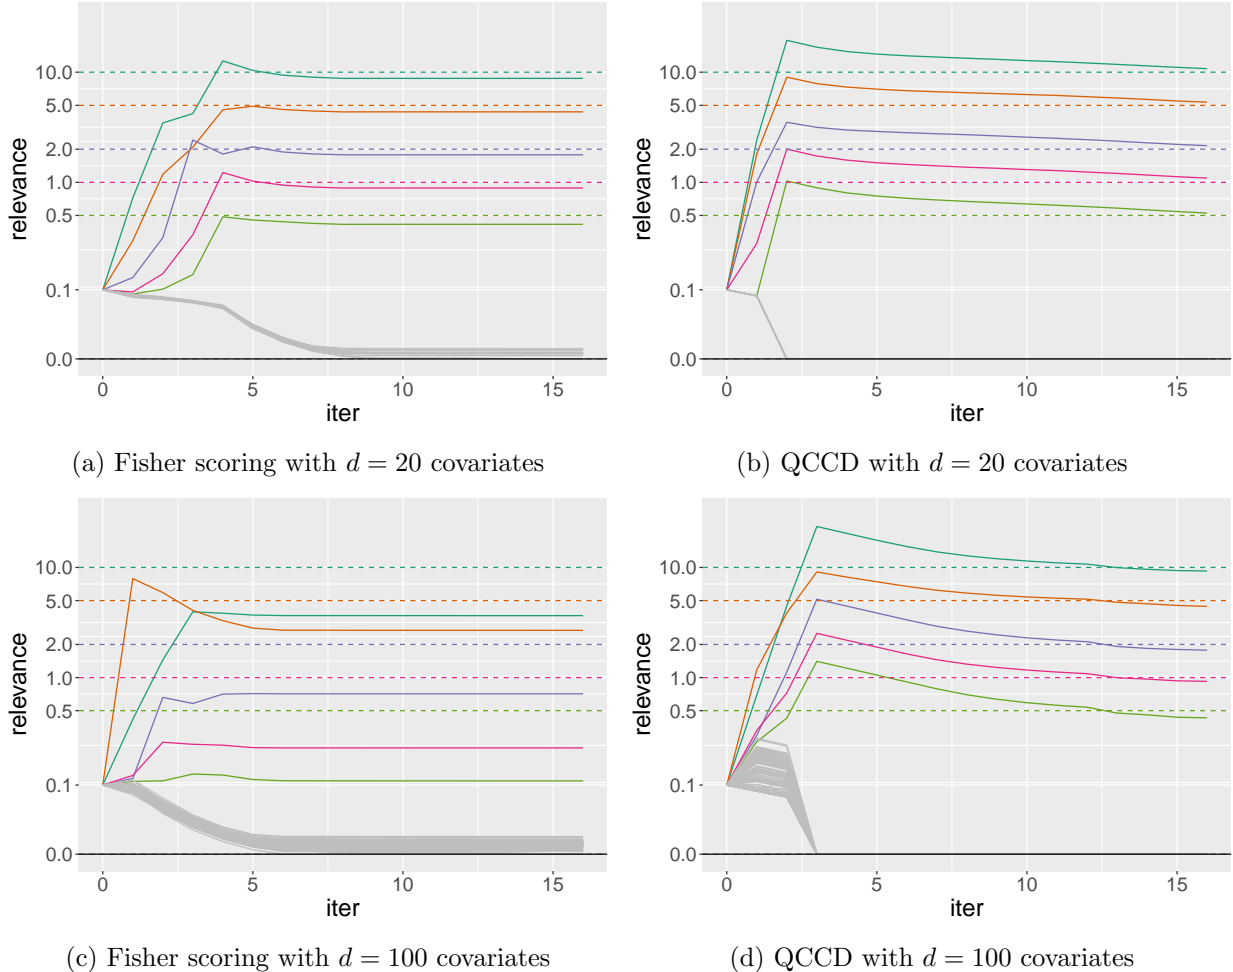 10.0
5.0
2.0
1.0
0.5
0.1
0.0
relevance
0 5 10 15
iter
(a) Fisher scoring with d = 20 covariates
10.0
5.0
2.0
1.0
0.5
0.1
0.0
relevance
0 5 10 15
iter
(b) QCCD with d = 20 covariates
10.0
5.0
2.0
1.0
0.5
0.1
0.0
relevance
0 5 10 15
iter
(c) Fisher scoring with d = 100 covariates
10.0
5.0
2.0
1.0
0.5
0.1
0.0
relevance
0 5 10 15
iter
(d) QCCD with d = 100 covariates